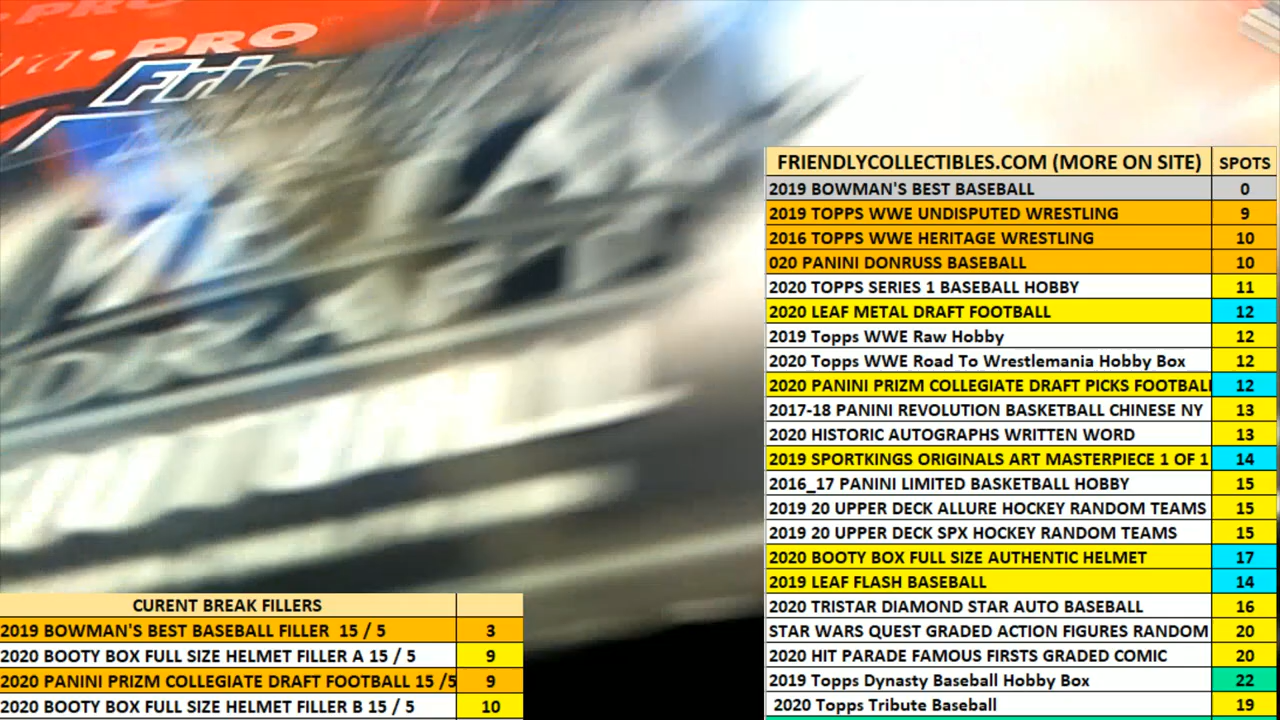 PRO
Frie
FRIENDLYCOLLECTIBLES.COM (MORE ON SITE) SPOTS
2019 BOWMAN'S BEST BASEBALL 0
2019 TOPPS WWE UNDISPUTED WRESTLING 9
2016 TOPPS WWE HERITAGE WRESTLING 10
020 PANINI DONRUSS BASEBALL 10
2020 TOPPS SERIES 1 BASEBALL HOBBY 11
2020 LEAF METAL DRAFT FOOTBALL 12
2019 Topps WWE Raw Hobby 12
2020 Topps WWE Road To Wrestlemania Hobby Box 12
2020 PANINI PRIZM COLLEGIATE DRAFT PICKS FOOTBALL 12
2017-18 PANINI REVOLUTION BASKETBALL CHINESE NY 13
2020 HISTORIC AUTOGRAPHS WRITTEN WORD 13
2019 SPORTKINGS ORIGINALS ART MASTERPIECE 1 OF 1 14
2016_17 PANINI LIMITED BASKETBALL HOBBY 15
2019 20 UPPER DECK ALLURE HOCKEY RANDOM TEAMS 15
2019 20 UPPER DECK SPX HOCKEY RANDOM TEAMS 15
2020 BOOTY BOX FULL SIZE AUTHENTIC HELMET 17
2019 LEAF FLASH BASEBALL 14
2020 TRISTAR DIAMOND STAR AUTO BASEBALL 16
STAR WARS QUEST GRADED ACTION FIGURES RANDOM 20
2020 HIT PARADE FAMOUS FIRSTS GRADED COMIC 20
2019 Topps Dynasty Baseball Hobby Box 22
2020 Topps Tribute Baseball 19
CURENT BREAK FILLERS
2019 BOWMAN'S BEST BASEBALL FILLER 15 / 5 3
2020 BOOTY BOX FULL SIZE HELMET FILLER A 15 / 5 9
2020 PANINI PRIZM COLLEGIATE DRAFT FOOTBALL 15 /5 9
2020 BOOTY BOX FULL SIZE HELMET FILLER B 15 / 5 10